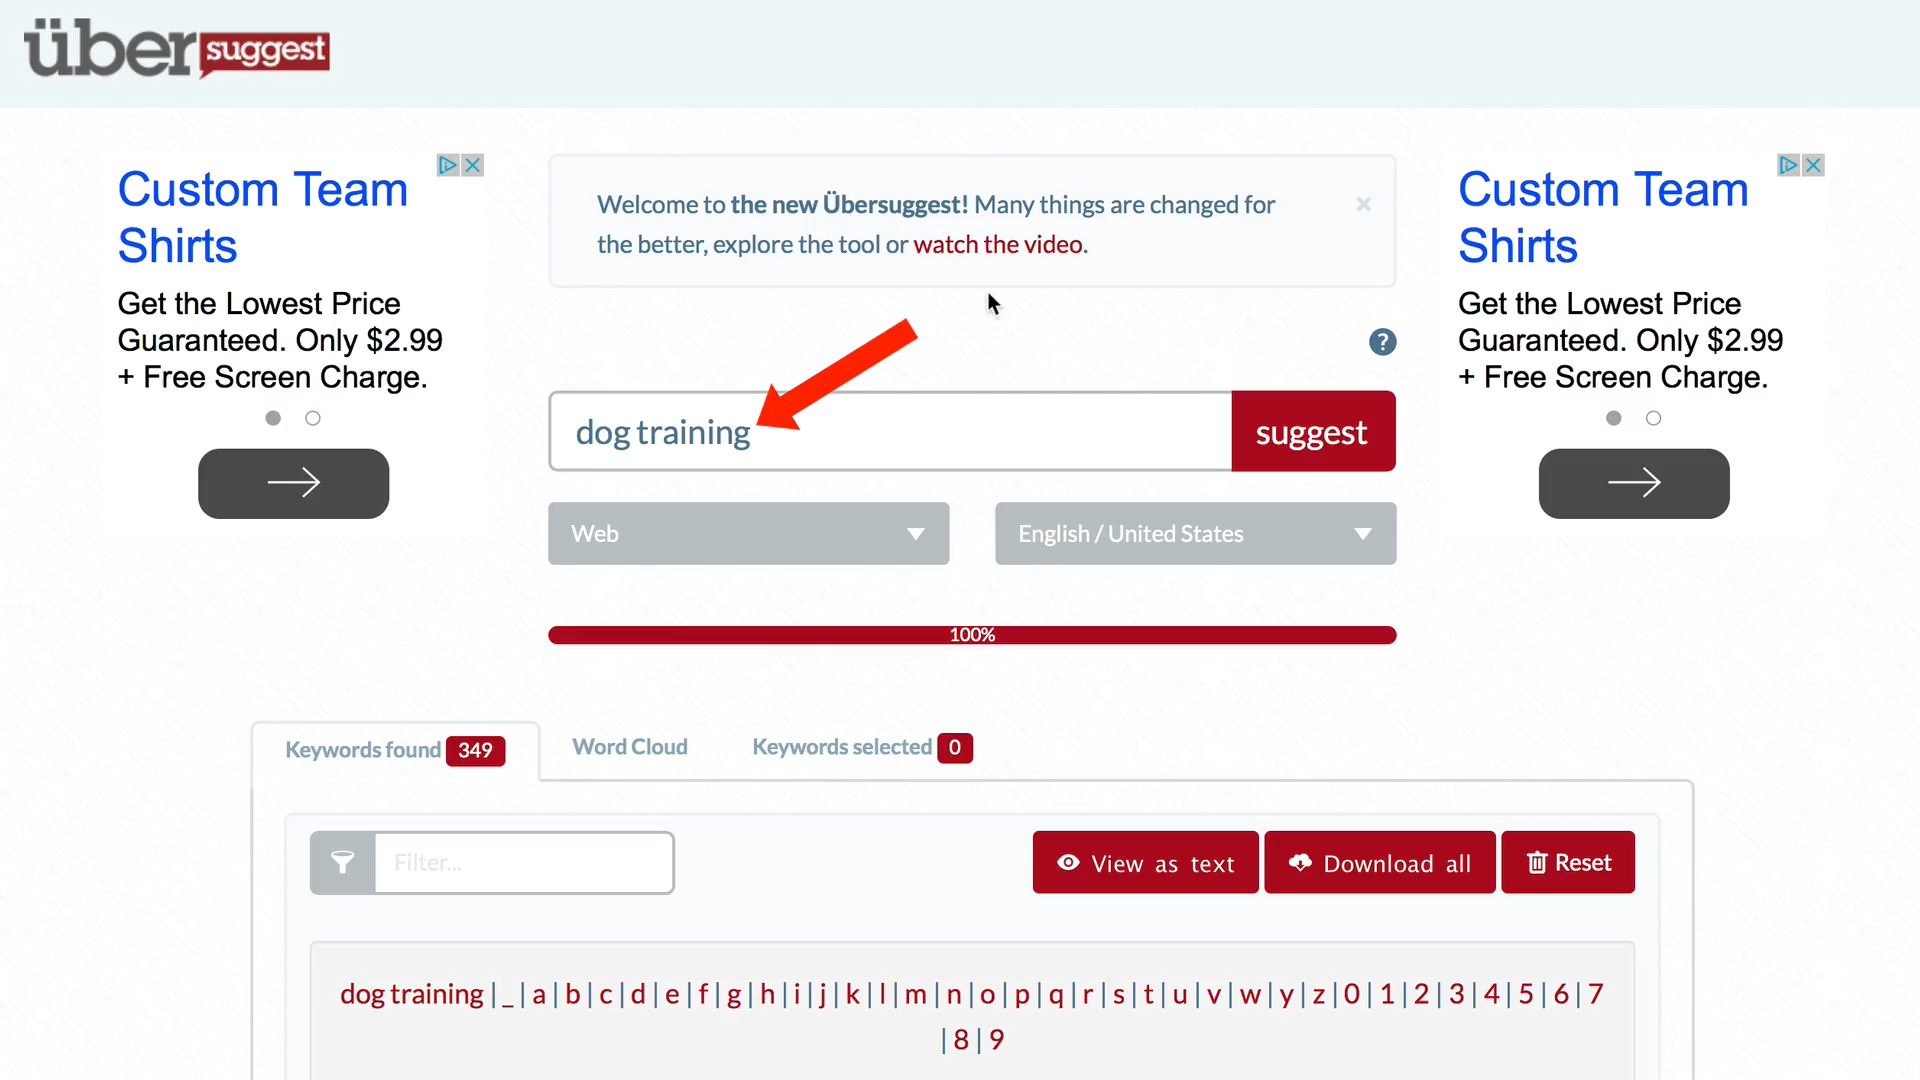 über suggest
Custom Team
Shirts
Get the Lowest Price
Guaranteed. Only $2.99
+ Free Screen Charge.
Welcome to the new Übersuggest! Many things are changed for
the better, explore the tool or watch the video.
×
?
dog training
suggest
Web
English / United States
100%
Custom Team
Shirts
Get the Lowest Price
Guaranteed. Only $2.99
+ Free Screen Charge.
Keywords found 349
Word Cloud
Keywords selected 0
Filter...
View as text
Download all
Reset
dog training | _ | a | b | c | d | e | f | g | h | i | j | k | l | m | n | o | p | q | r | s | t | u | v | w | y | z | 0 | 1 | 2 | 3 | 4 | 5 | 6 | 7
| 8 | 9